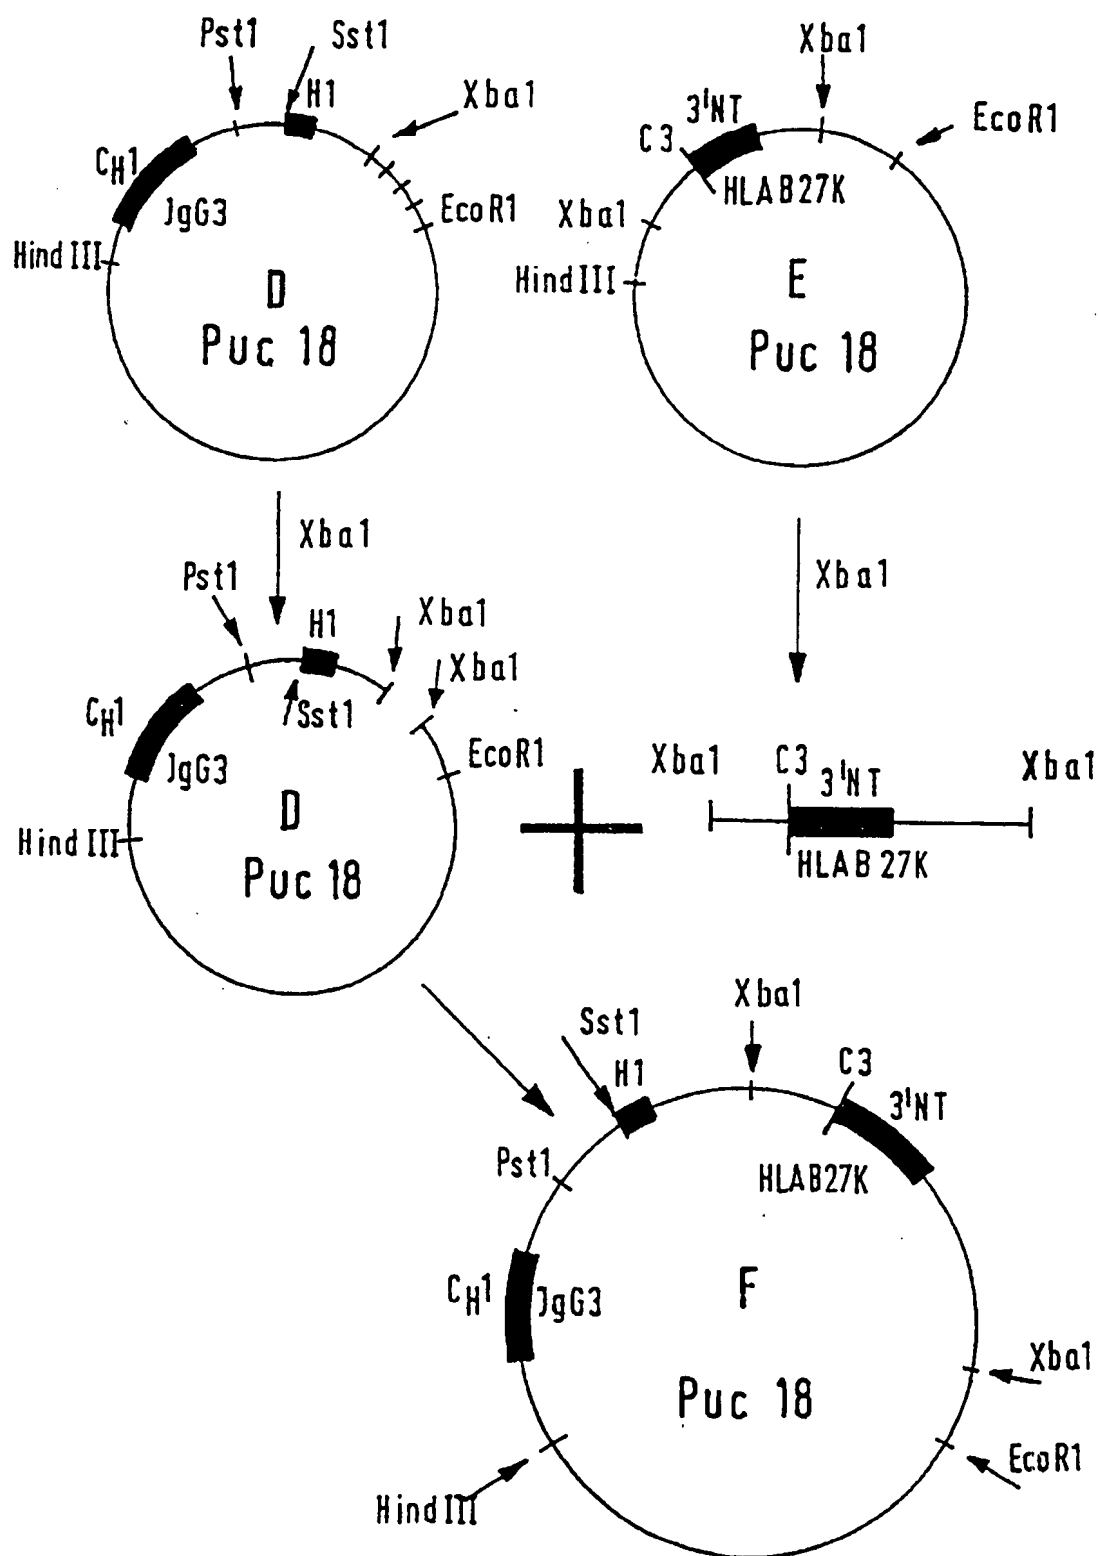 Pst1
Sst1
H1
Xba1
CH1
JgG3
EcoR1
Hind III
D
Puc 18
Xba1
EcoR1
3'NT
C3
HLAB27K
Xba1
Hind III
E
Puc 18
Xba1
Xba1
Pst1
H1
Xba1
Xba1
Sst1
CH1
JgG3
EcoR1
D
Hind III
Puc 18
Xba1
C3
3'NT
Xba1
HLAB 27K
Xba1
Sst1
H1
C3
3'NT
Pst1
HLAB27K
CH1
JgG3
F
Xba1
Puc 18
EcoR1
Hind III